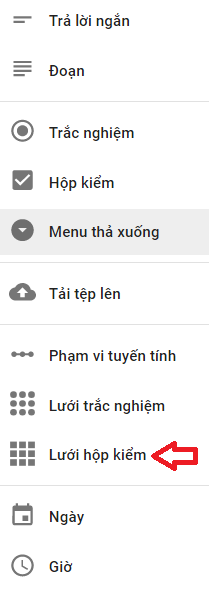 Trả lời ngắn
Đoạn
Trắc nghiệm
Hộp kiểm
Menu thả xuống
Tải tệp lên
Phạm vi tuyến tính
Lưới trắc nghiệm
Lưới hộp kiểm
Ngày
Giờ